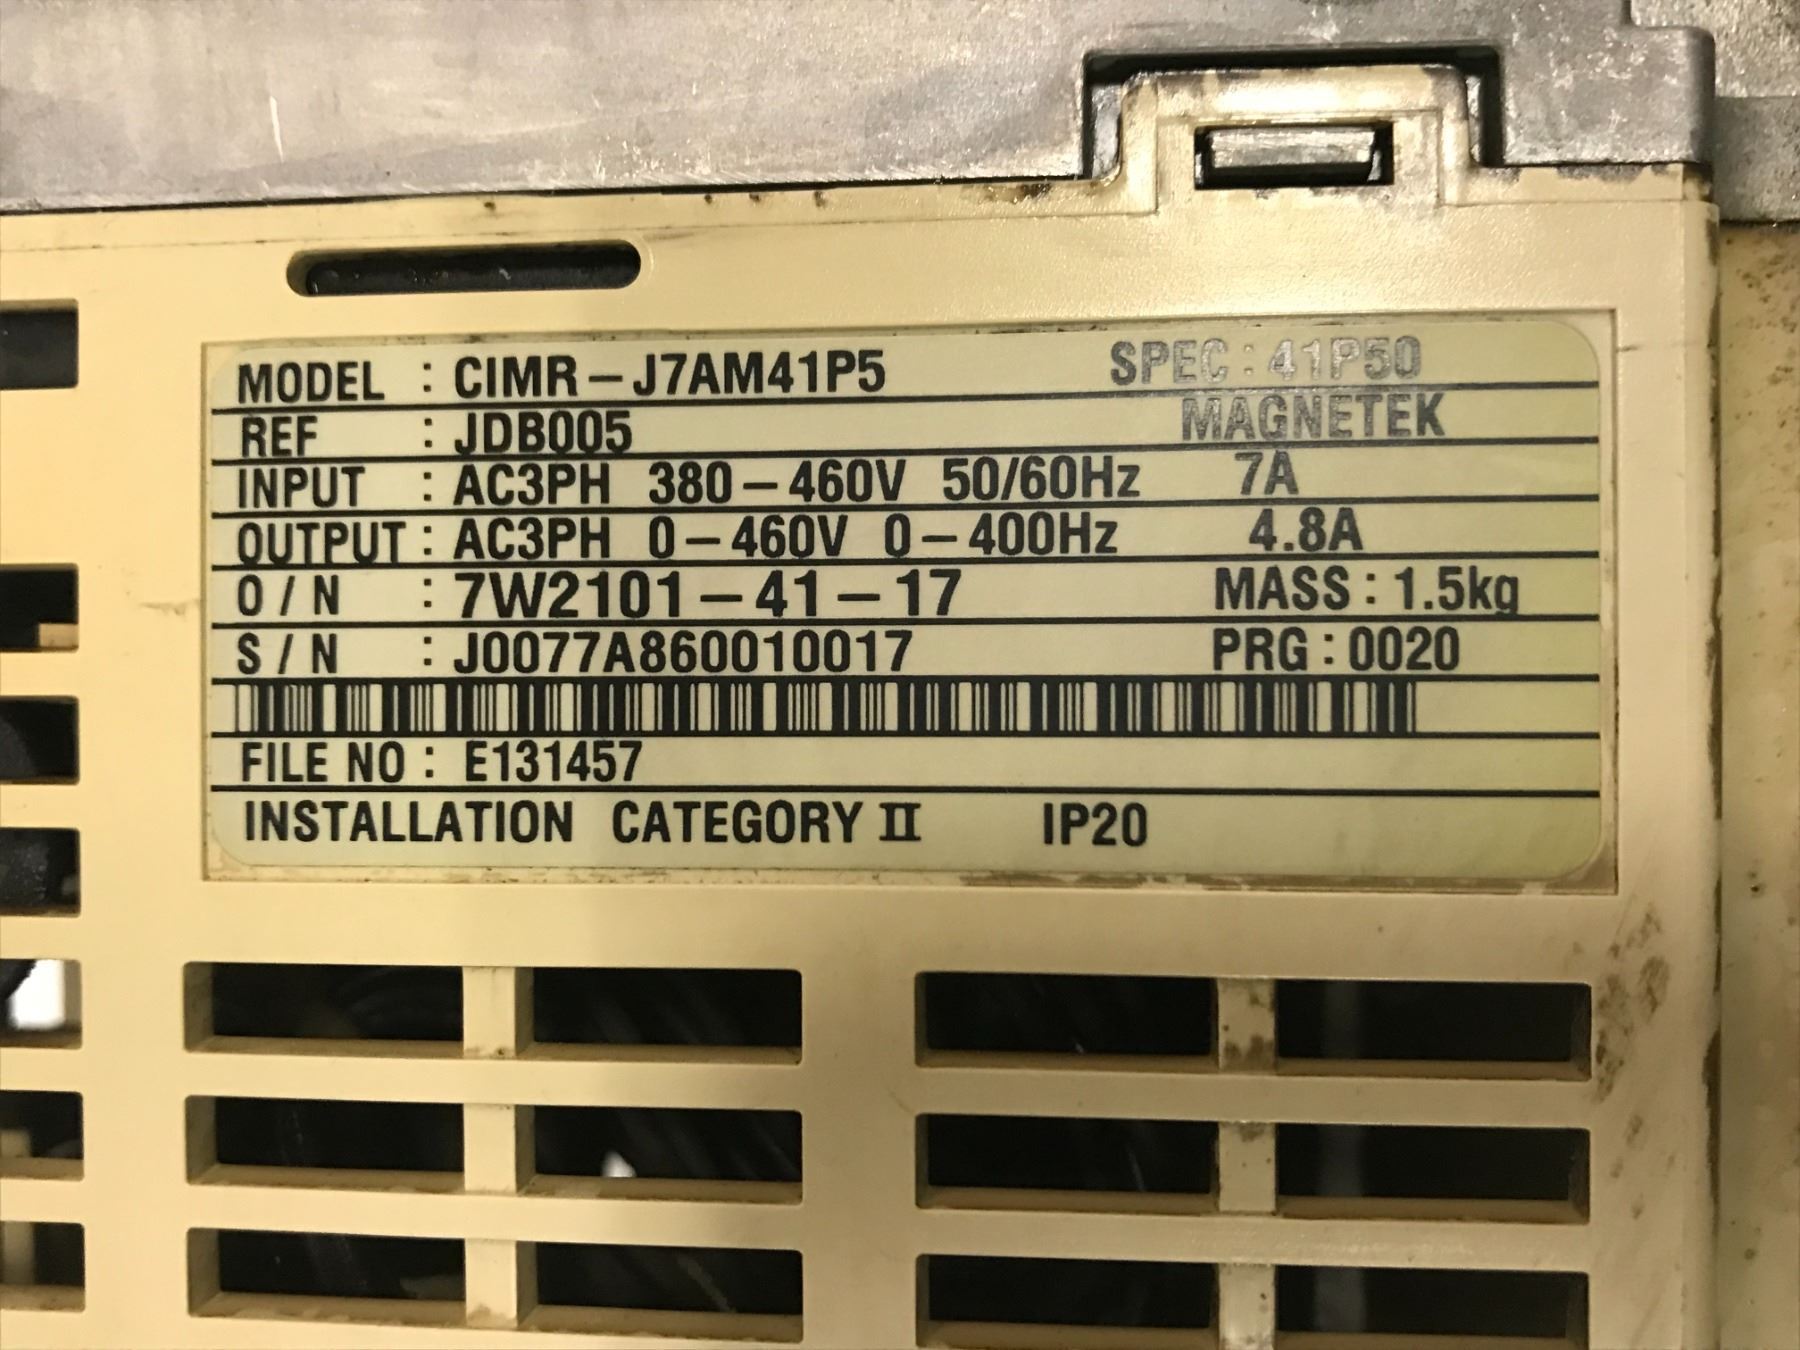 MODEL : CIMR-J7AM41P5 SPEC : 41P50
REF : JDB005 MAGNETEK
INPUT : AC3PH 380-460V 50/60Hz 7A
OUTPUT : AC3PH 0-460V 0-400Hz 4.8A
O/N : 7W2101-41-17 MASS : 1.5kg
S/N : J0077A860010017 PRG : 0020
FILE NO : E131457
INSTALLATION CATEGORY II IP20